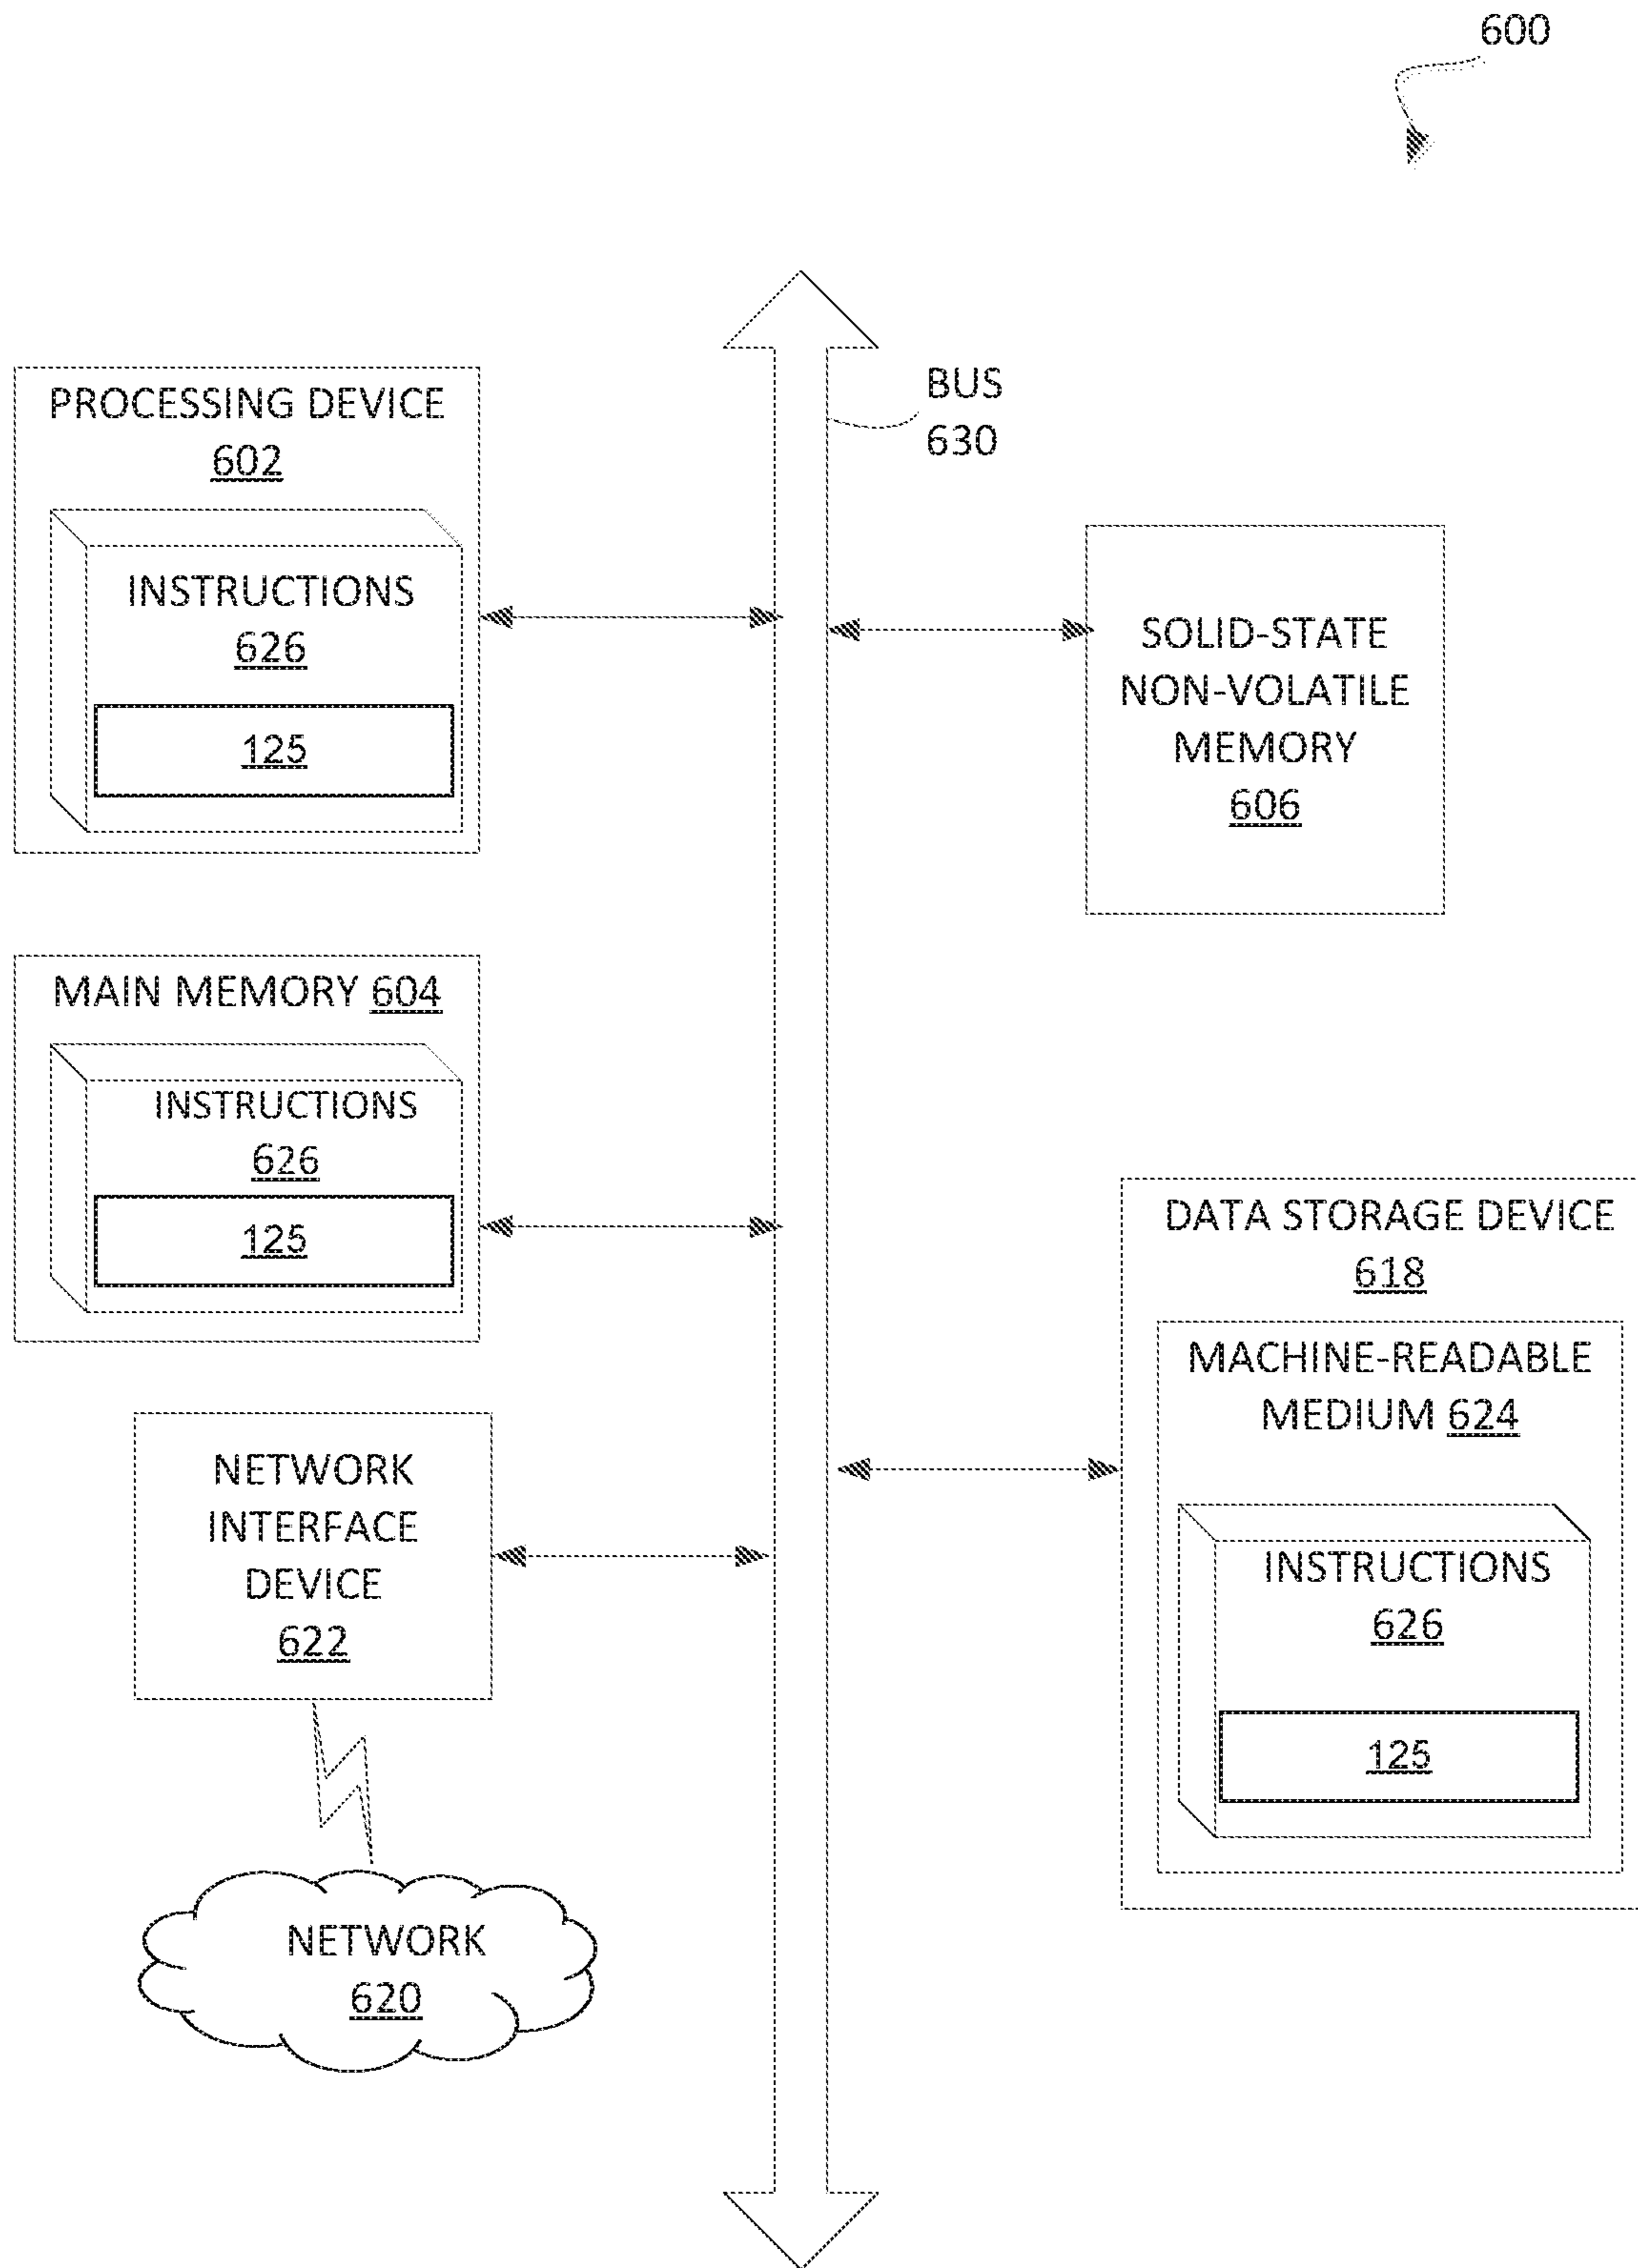 600
BUS
630
PROCESSING DEVICE
602
INSTRUCTIONS
626
125
SOLID-STATE
NON-VOLATILE
MEMORY
606
MAIN MEMORY 604
INSTRUCTIONS
626
125
DATA STORAGE DEVICE
618
MACHINE-READABLE
MEDIUM 624
INSTRUCTIONS
626
125
NETWORK
INTERFACE
DEVICE
622
NETWORK
620